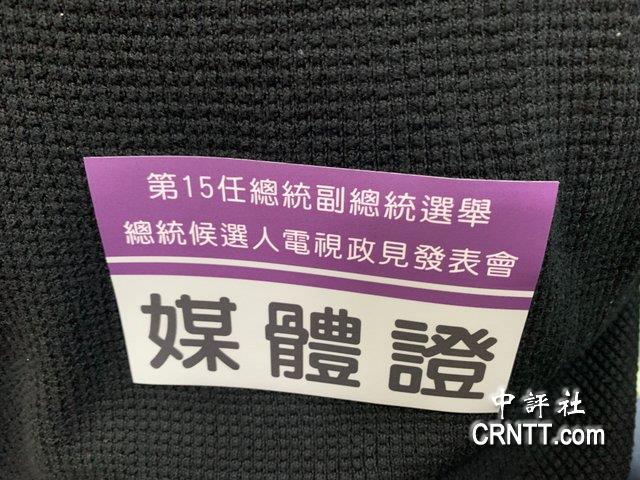 第15任總統副總統選舉
總統候選人電視政見發表會
媒體證
中評社
CRNTT.com